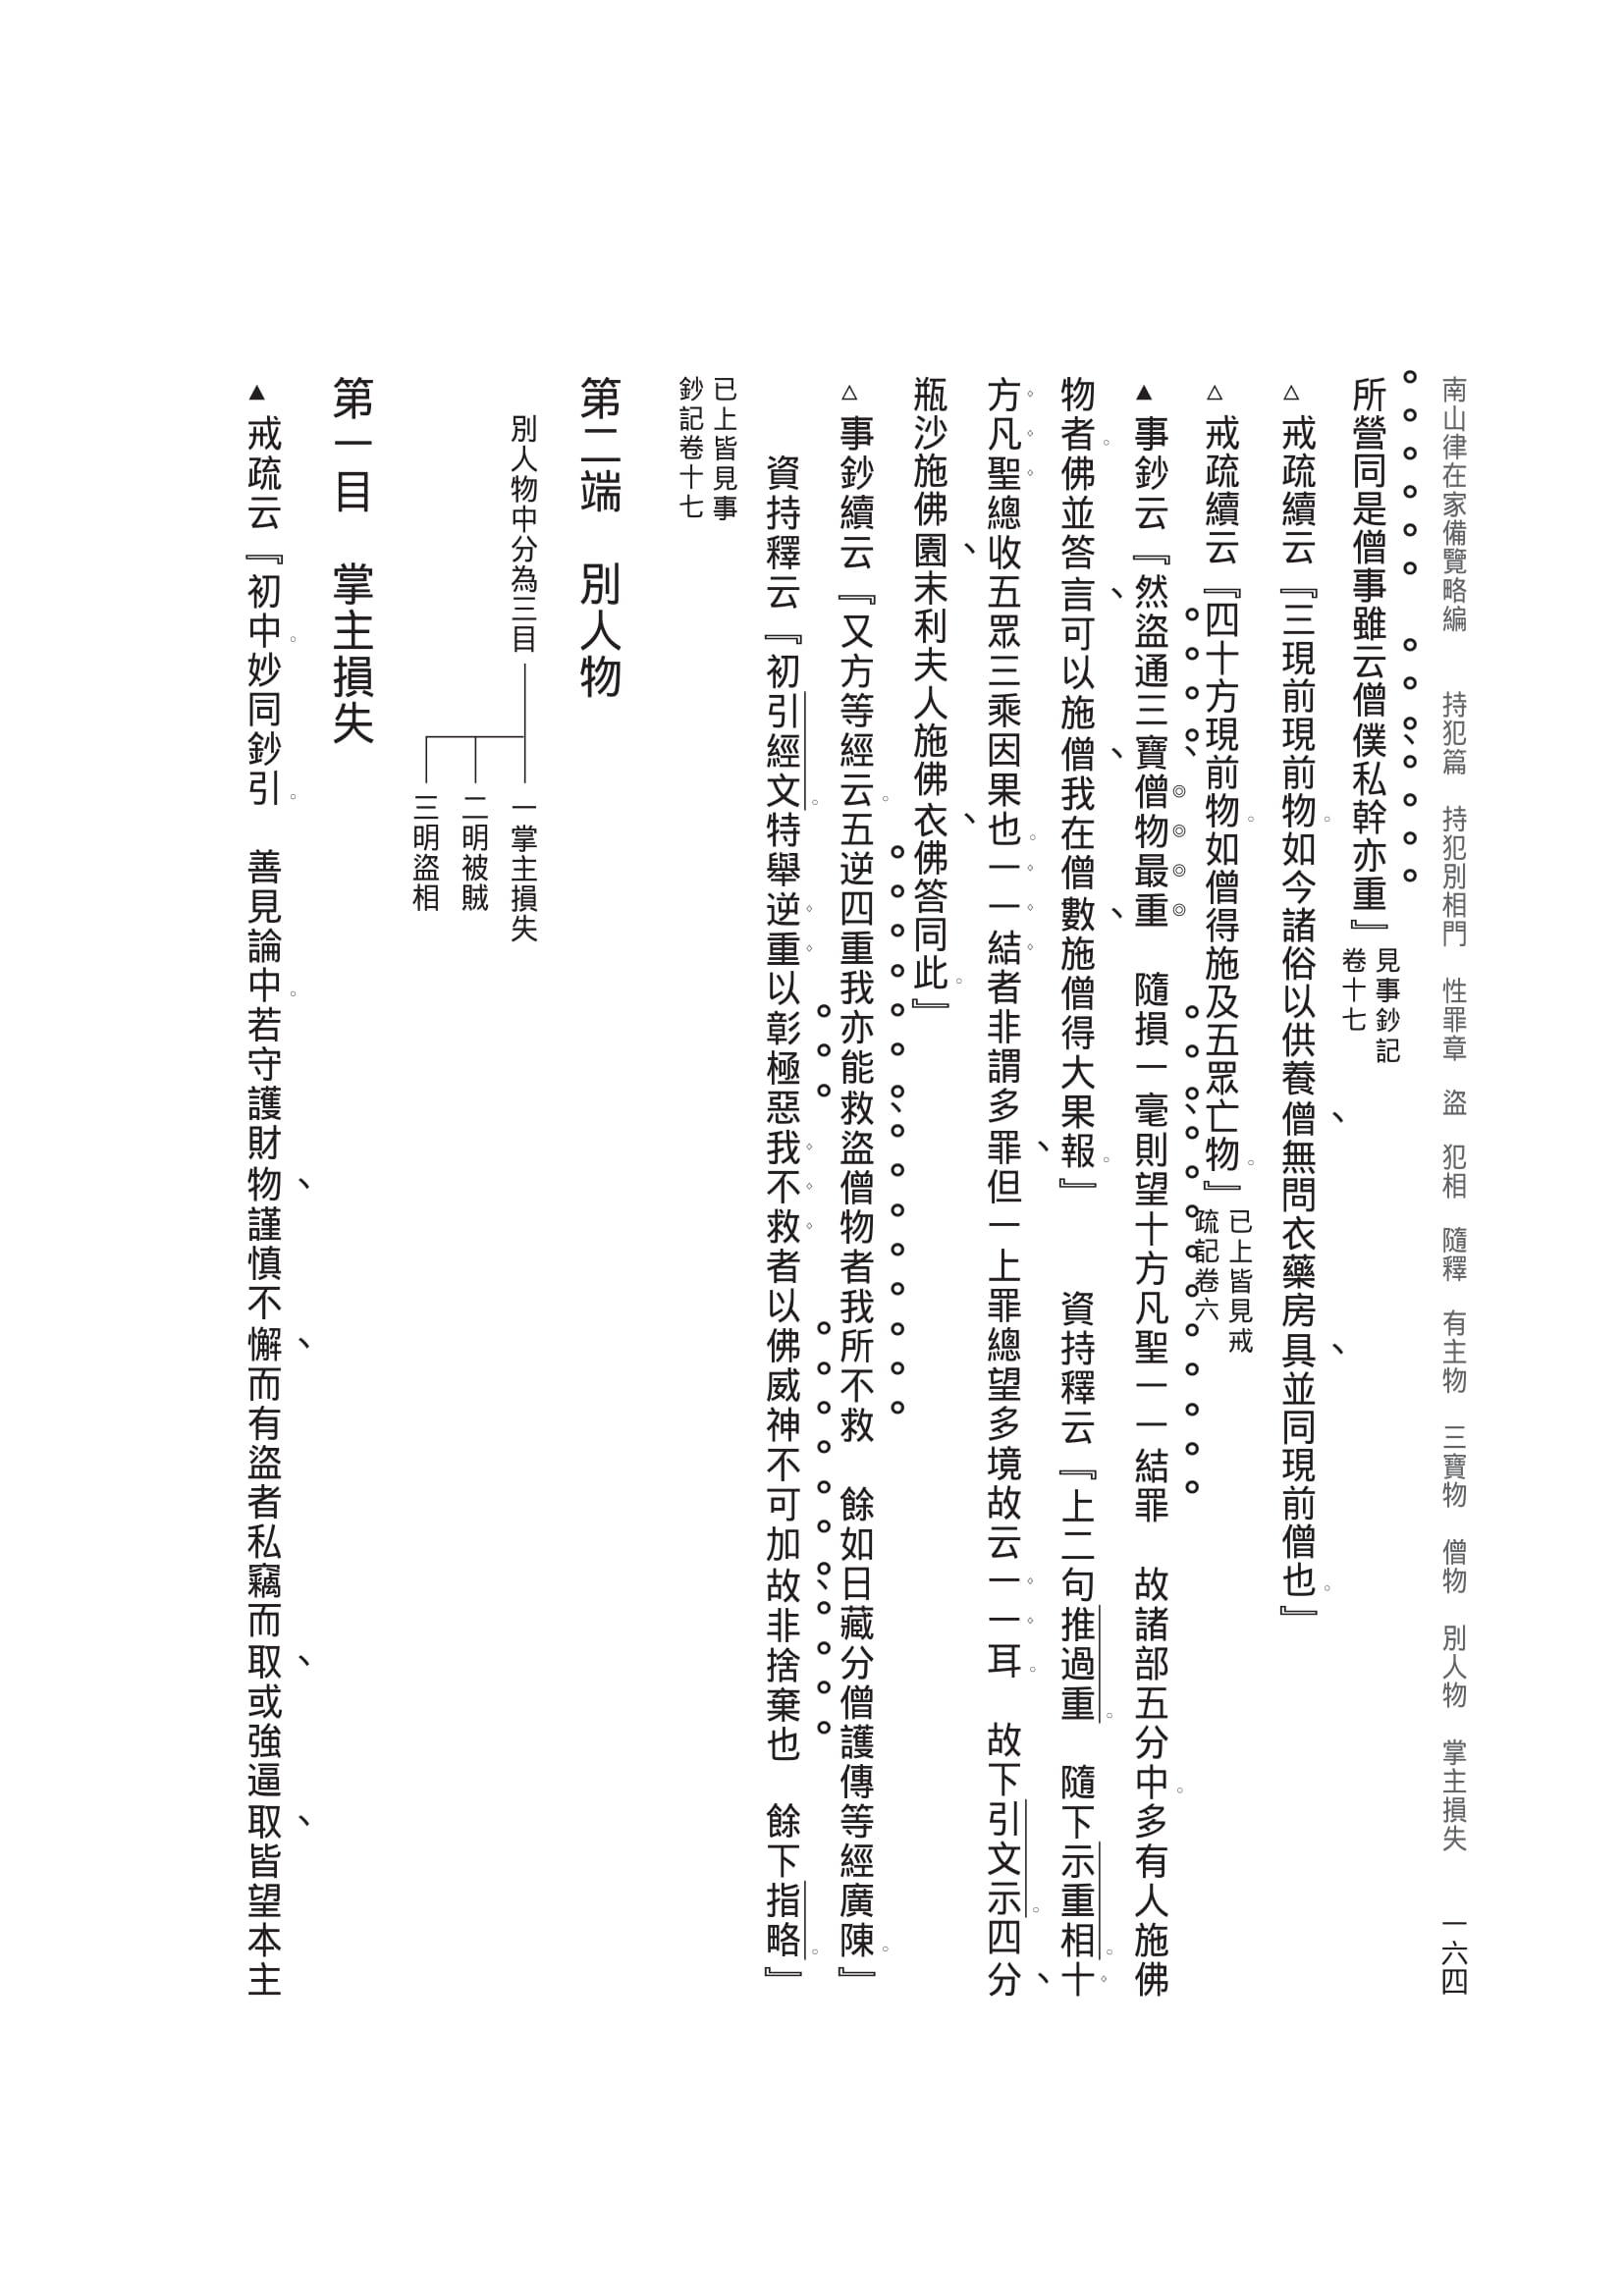 南山律在家備覽略編　持犯篇　持犯別相門　性罪章　盜　犯相　隨釋　有主物　三寶物　僧物　別人物　掌主損失　一六四
所營同是僧事雖云僧、僕私幹亦重』見事鈔記卷十七
△戒疏續云『三現前現前物。如今諸俗以供養僧、無問衣藥房具、並同現前僧也。』
△戒疏續云『四十方現前物。如僧得施及五眾亡物。』已上皆見戒疏記卷六
▲事鈔云『然盜通三寶、僧物最重　隨損一毫、則望十方凡聖一一結罪　故諸部五分中。多有人施佛
物者。佛並答言、可以施僧、我在僧數、施僧得大果報。』　資持釋云『上二句推過重。　隨下示重相。十
方凡聖總收五眾三乘因果也。一一結者非謂多罪、但一上罪總望多境故云一一耳。　故下引文示。四分、
瓶沙施佛園、末利夫人施佛衣、佛答同此。』
△事鈔續云『又方等經云。五逆四重我亦能救、盜僧物者我所不救　餘如日藏分僧護傳等經廣陳。』
資持釋云『初引經文。特舉逆重以彰極惡我不救者以佛威神不可加、故非捨棄也　餘下指略。』
已上皆見事鈔記卷十七
第二端　別人物
別人物中分為三目
一掌主損失
二明被賊
三明盜相
第一目　掌主損失
▲戒疏云『初中。妙同鈔引。　善見論中。若守護財物、謹慎不懈、而有盜者私竊而取、或強逼取、皆望本主